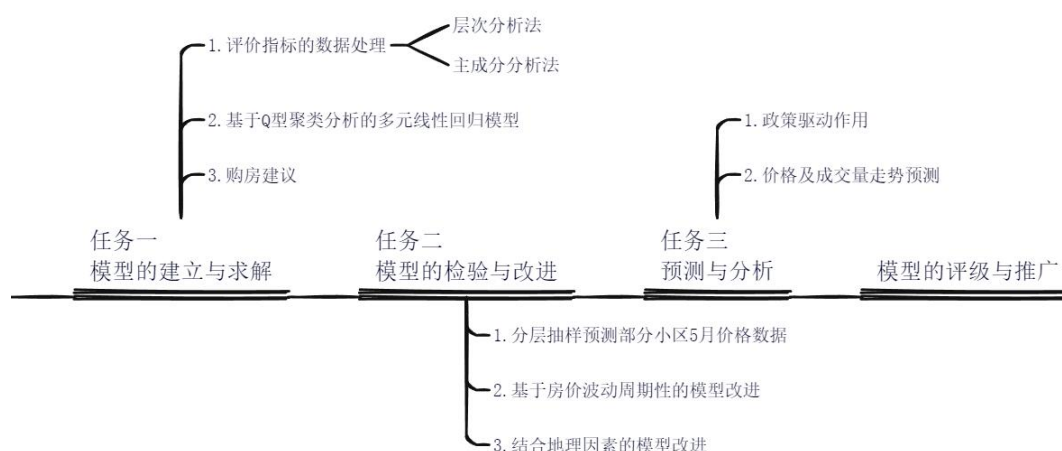 层次分析法
1.评价指标的数据处理
主成分分析法
2.基于Q型聚类分析的多元线性回归模型
3.购房建议
任务一
模型的建立与求解
任务二
模型的检验与改进
1.分层抽样预测部分小区5月价格数据
2.基于房价波动周期性的模型改进
3.结合地理因素的模型改进
1.政策驱动作用
2.价格及成交量走势预测
任务三
预测与分析
模型的评级与推广